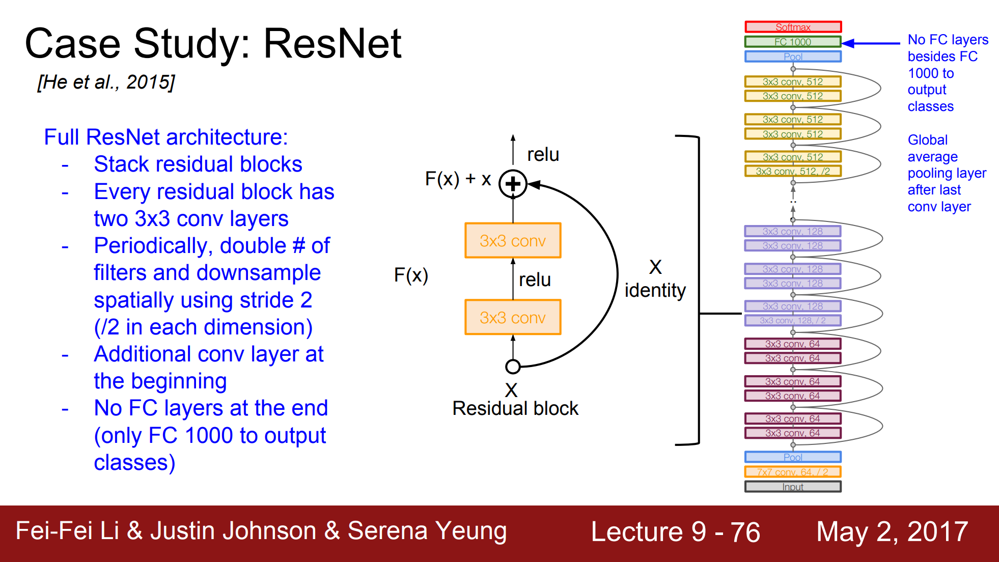 Case Study: ResNet
[He et al., 2015]
Full ResNet architecture:
- Stack residual blocks
- Every residual block has
two 3x3 conv layers
- Periodically, double # of
filters and downsample
spatially using stride 2
(/2 in each dimension)
- Additional conv layer at
the beginning
- No FC layers at the end
(only FC 1000 to output
classes)
relu
F(x) + x
3x3 conv
F(x)
relu
X
identity
3x3 conv
X
Residual block
Softmax
FC 1000
Pool
3x3 conv, 512
3x3 conv, 512
3x3 conv, 512
3x3 conv, 512
3x3 conv, 512
3x3 conv, 512, /2
..
.
3x3 conv, 128
3x3 conv, 128
3x3 conv, 128
3x3 conv, 128
3x3 conv, 128
3x3 conv, 128, / 2
3x3 conv, 64
3x3 conv, 64
3x3 conv, 64
3x3 conv, 64
3x3 conv, 64
3x3 conv, 64
Pool
7x7 conv, 64, / 2
Input
No FC layers
besides FC
1000 to
output
classes
Global
average
pooling layer
after last
conv layer
Fei-Fei Li & Justin Johnson & Serena Yeung
Lecture 9 - 76
May 2, 2017